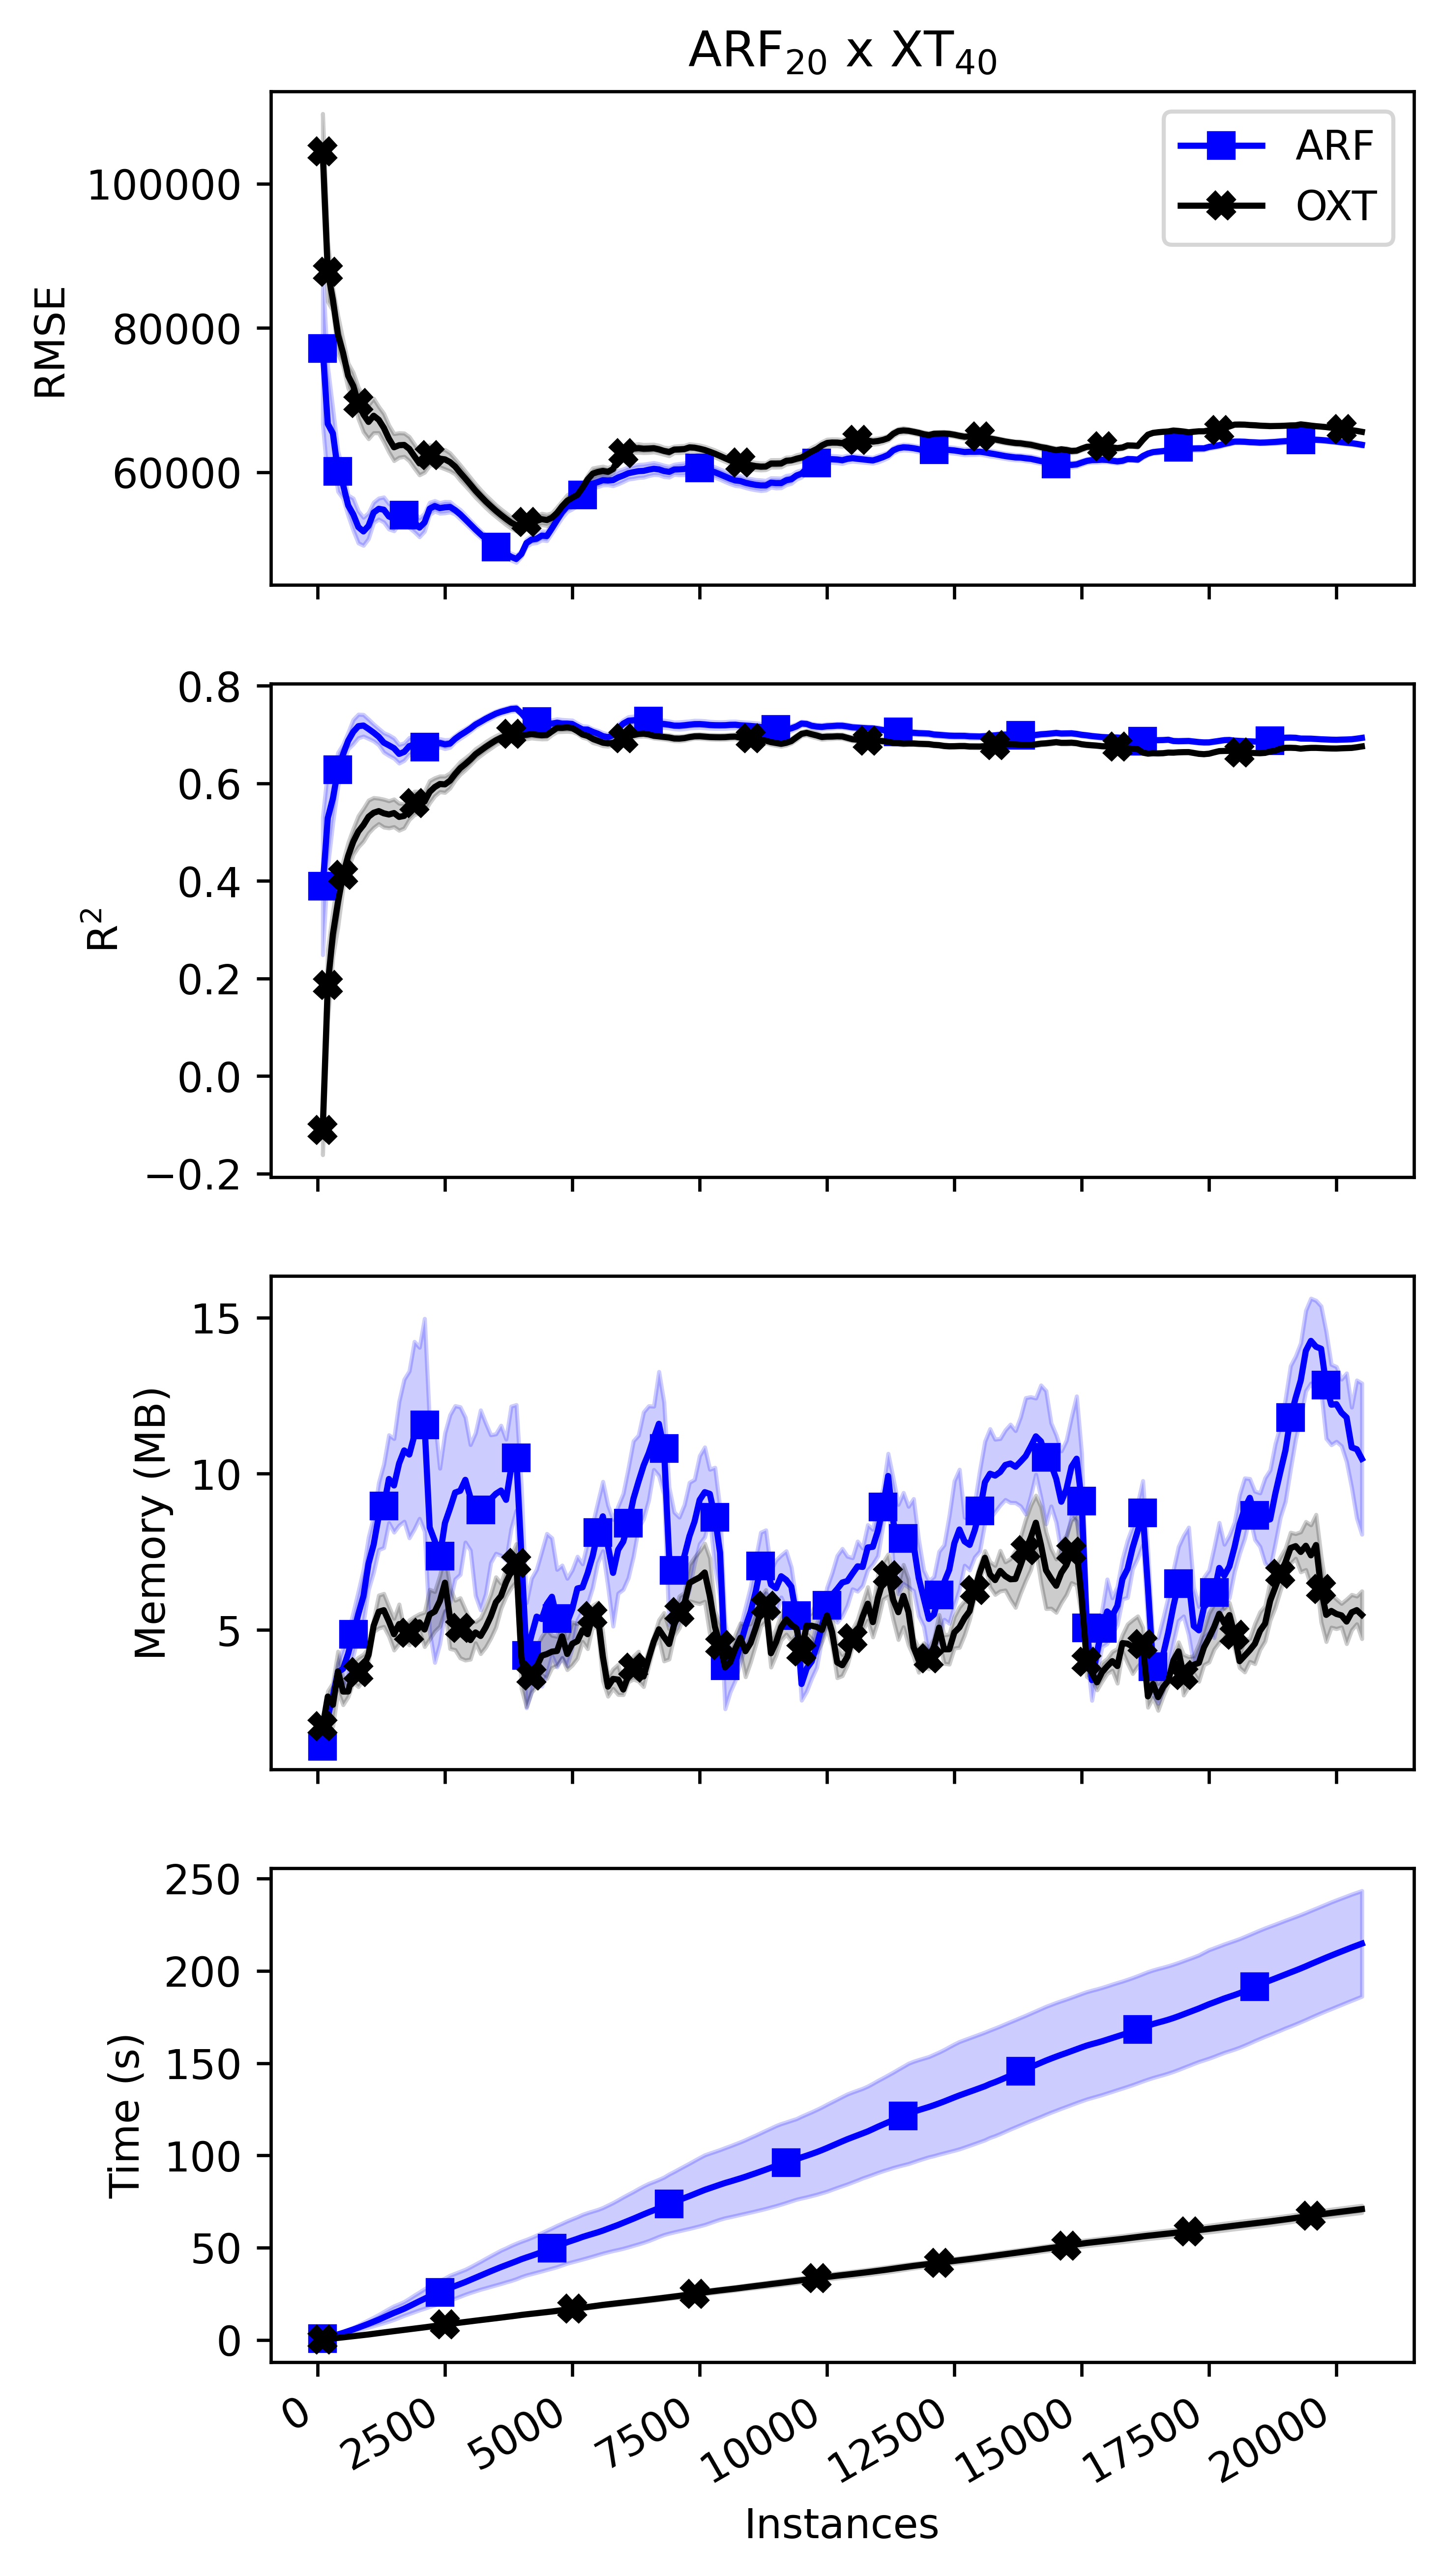 ARF₂₀ x XT₄₀
ARF
OXT
100000
80000
60000
RMSE
0.8
0.6
0.4
0.2
0.0
−0.2
R²
15
10
5
Memory (MB)
250
200
150
100
50
0
Time (s)
0 2500 5000 7500 10000 12500 15000 17500 20000
Instances